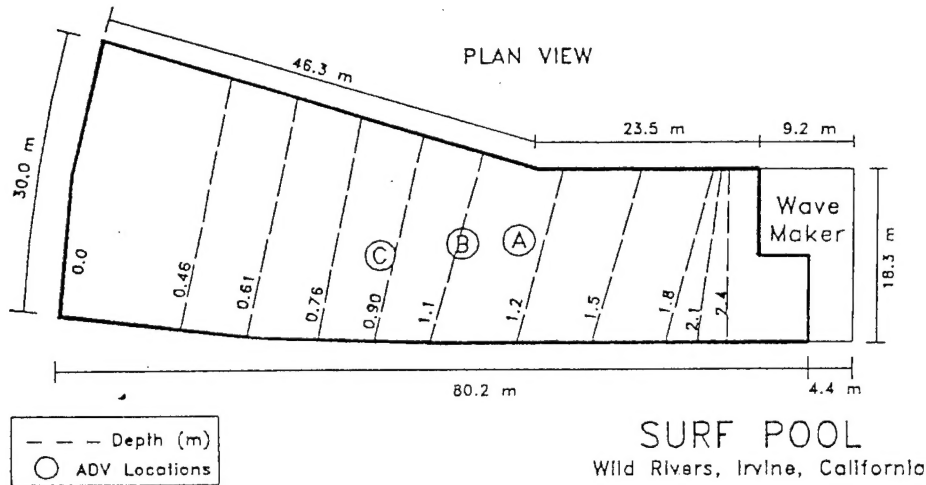 PLAN VIEW
46.3 m
23.5 m
9.2 m
30.0 m
Wave
Maker
18.3 m
A
B
C
0.0
0.46
0.61
0.76
0.90
1.1
1.2
1.5
1.8
2.1
2.4
80.2 m
4.4 m
Depth (m)
ADV Locations
SURF POOL
Wild Rivers, Irvine, California